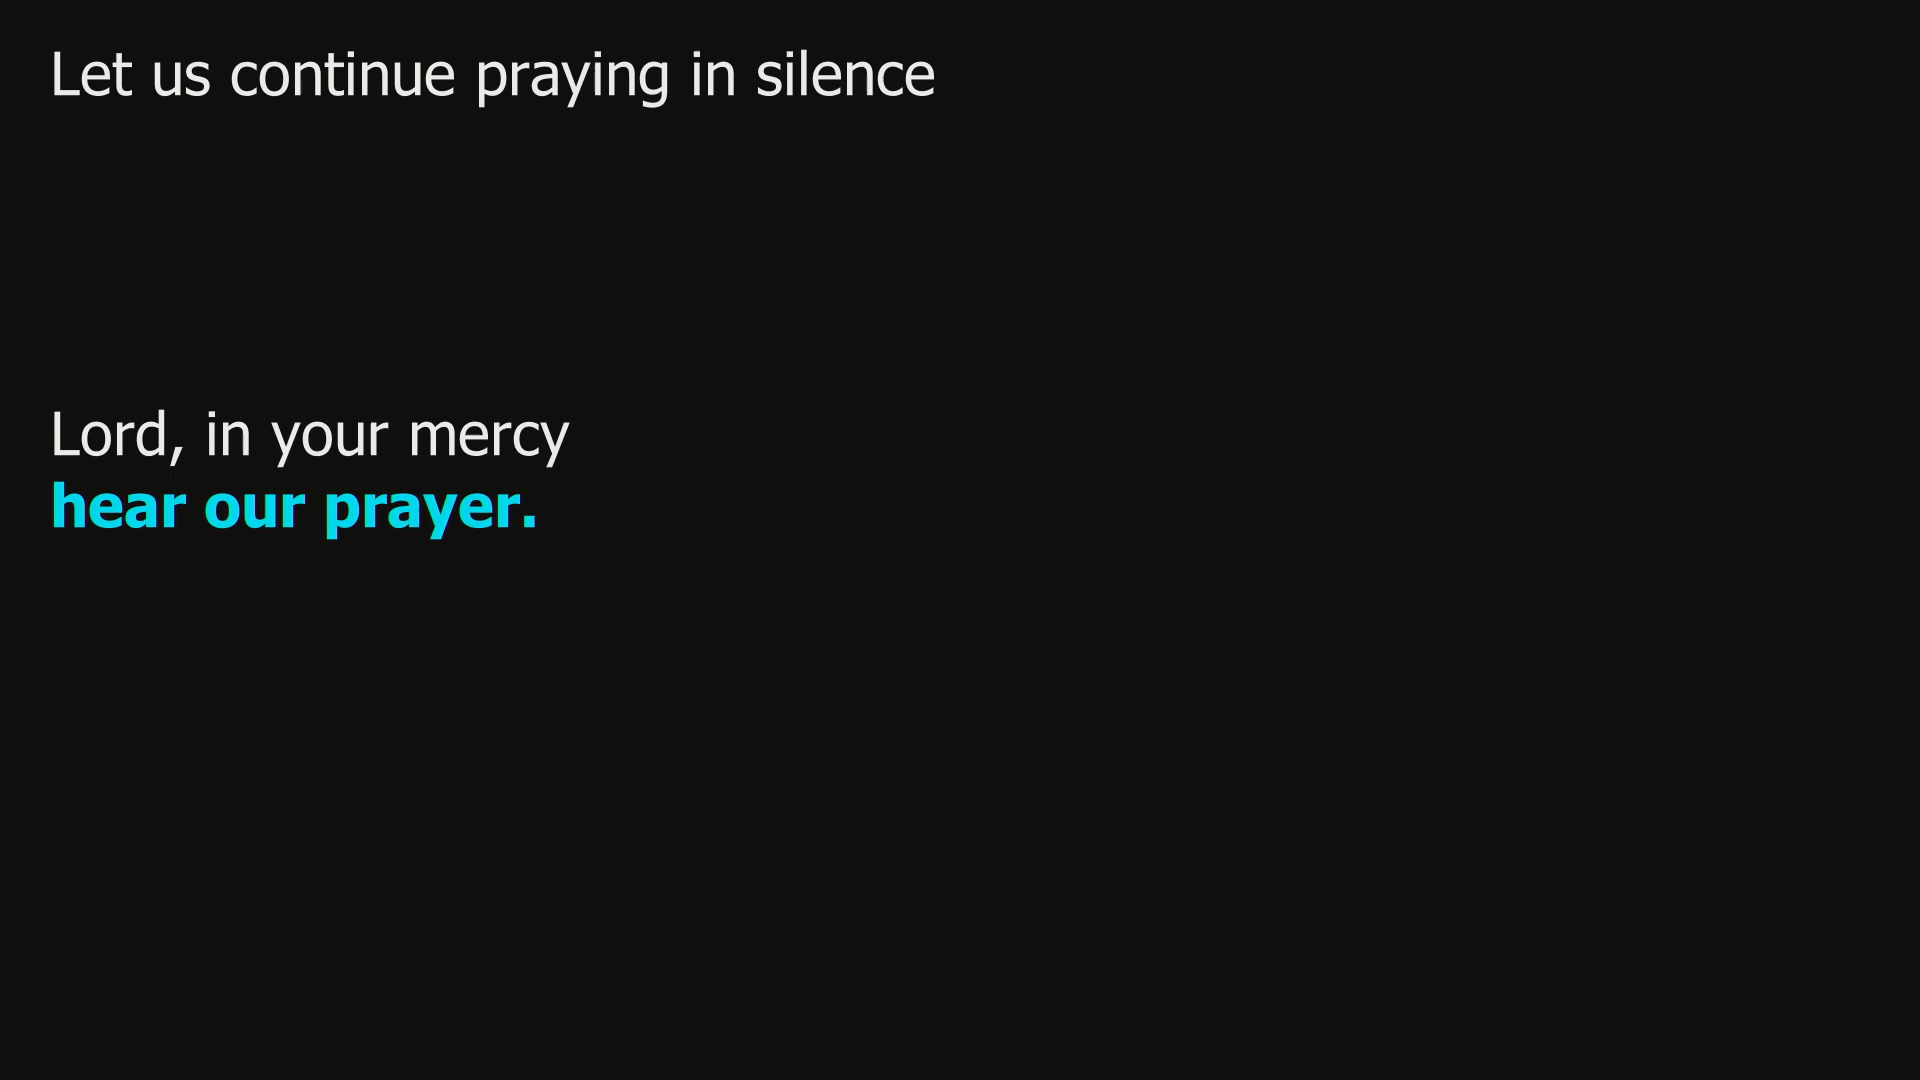 Let us continue praying in silence
Lord, in your mercy
hear our prayer.